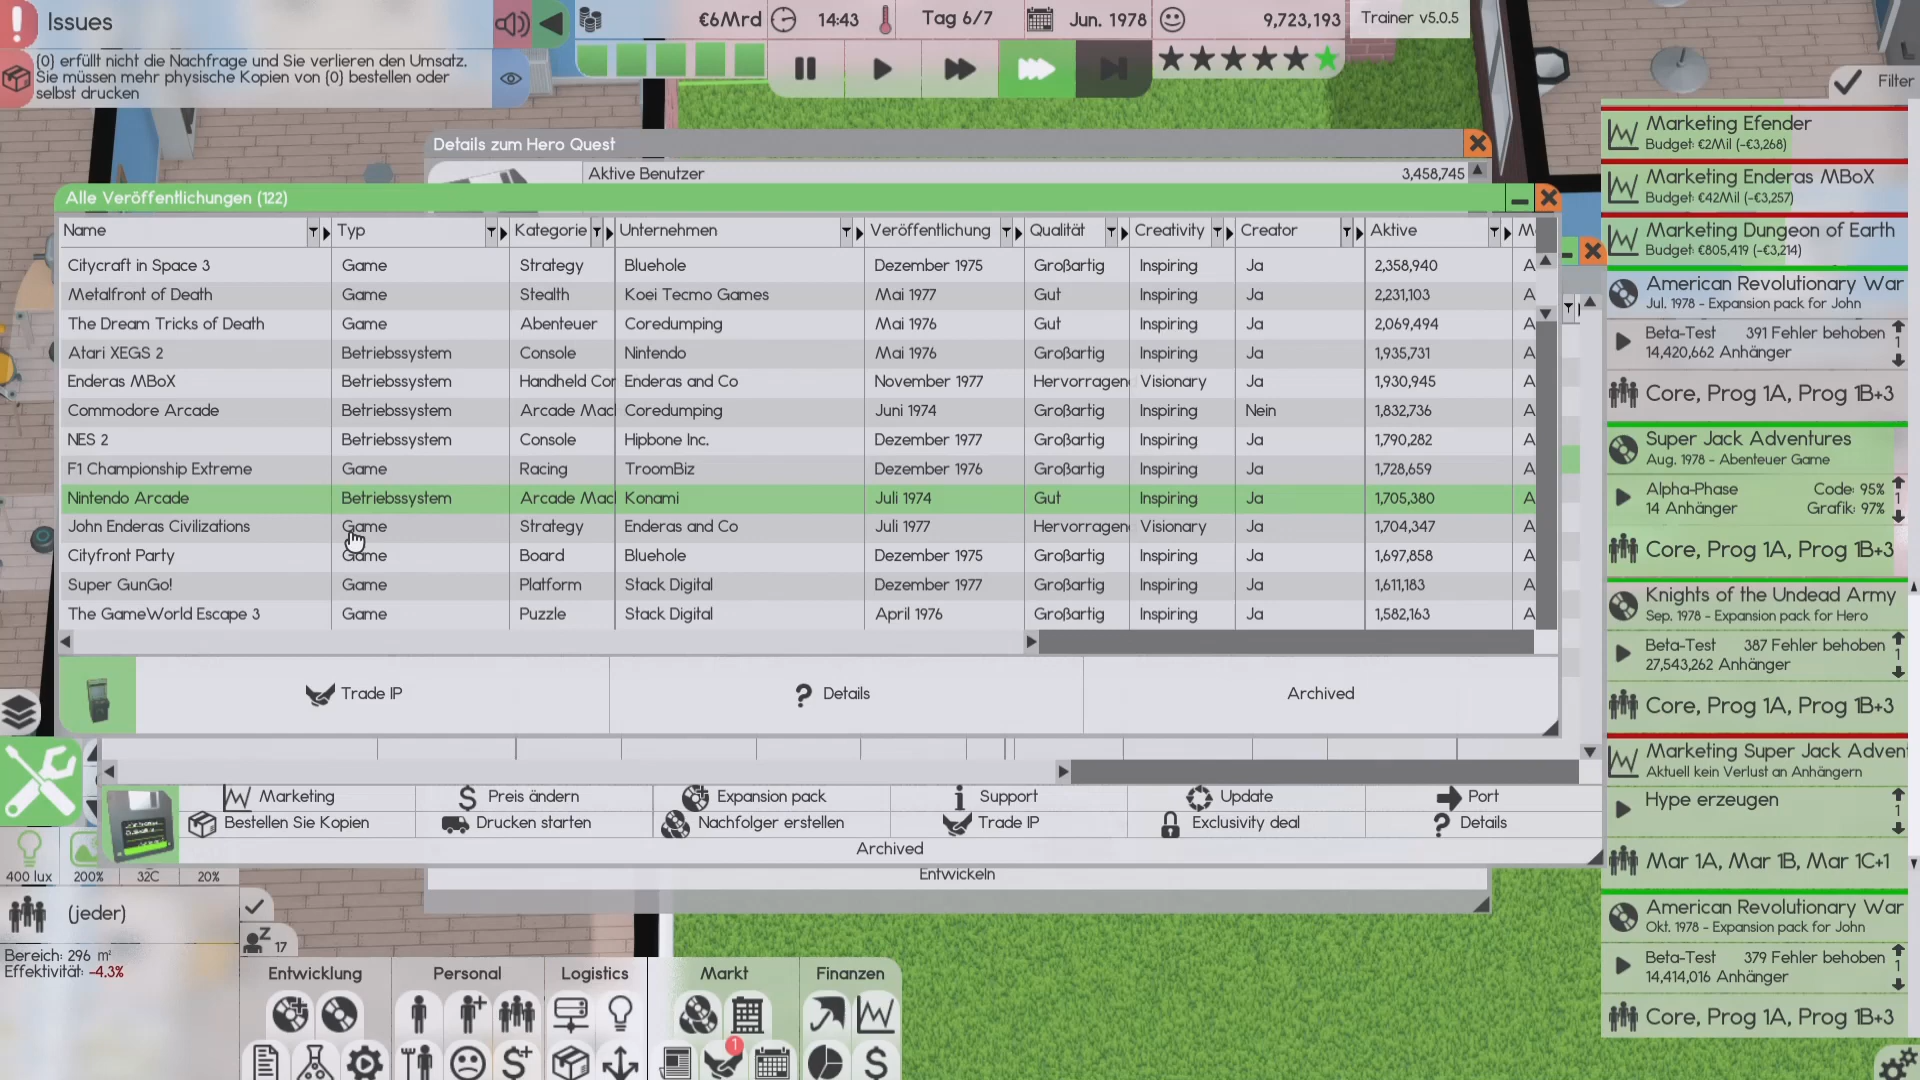 Issues
(0) erfüllt nicht die Nachfrage und Sie verlieren den Umsatz.
Sie müssen mehr physische Kopien von (0) bestellen oder
selbst drucken
€6Mrd
14:43
Tag 6/7
Jun. 1978
9,723,193
Trainer v5.0.5
Filter
Details zum Hero Quest
Aktive Benutzer
3,458,745
Alle Veröffentlichungen (122)
Name Typ Kategorie Unternehmen Veröffentlichung Qualität Creativity Creator Aktive
Citycraft in Space 3 Game Strategy Bluehole Dezember 1975 Großartig Inspiring Ja 2,358,940 A
Metalfront of Death Game Stealth Koei Tecmo Games Mai 1977 Gut Inspiring Ja 2,231,103 A
The Dream Tricks of Death Game Abenteuer Coredumping Mai 1976 Gut Inspiring Ja 2,069,494 A
Atari XEGS 2 Betriebssystem Console Nintendo Mai 1976 Großartig Inspiring Ja 1,935,731 A
Enderas MBoX Betriebssystem Handheld Cor Enderas and Co November 1977 Hervorragen Visionary Ja 1,930,945 A
Commodore Arcade Betriebssystem Arcade Mac Coredumping Juni 1974 Großartig Inspiring Nein 1,832,736 A
NES 2 Betriebssystem Console Hipbone Inc. Dezember 1977 Großartig Inspiring Ja 1,790,282 A
F1 Championship Extreme Game Racing TroomBiz Dezember 1976 Großartig Inspiring Ja 1,728,659 A
Nintendo Arcade Betriebssystem Arcade Mac Konami Juli 1974 Gut Inspiring Ja 1,705,380 A
John Enderas Civilizations Game Strategy Enderas and Co Juli 1977 Hervorragen Visionary Ja 1,704,347 A
Cityfront Party Game Board Bluehole Dezember 1975 Großartig Inspiring Ja 1,697,858 A
Super GunGo! Game Platform Stack Digital Dezember 1977 Großartig Inspiring Ja 1,611,183 A
The GameWorld Escape 3 Game Puzzle Stack Digital April 1976 Großartig Inspiring Ja 1,582,163 A
Trade IP
Details
Archived
Marketing Preis ändern Expansion pack Support Update Port
Bestellen Sie Kopien Drucken starten Nachfolger erstellen Trade IP Exclusivity deal Details
Archived
Entwickeln
Marketing Efender
Budget: €2Mil (-€3,268)
Marketing Enderas MBoX
Budget: €42Mil (-€3,257)
Marketing Dungeon of Earth
Budget: €805,419 (-€3,214)
American Revolutionary War
Jul. 1978 - Expansion pack for John
Beta-Test 391 Fehler behoben
14,420,662 Anhänger
1
Core, Prog 1A, Prog 1B+3
Super Jack Adventures
Aug. 1978 - Abenteuer Game
Alpha-Phase Code: 95%
14 Anhänger Grafik: 97%
1
Core, Prog 1A, Prog 1B+3
Knights of the Undead Army
Sep. 1978 - Expansion pack for Hero
Beta-Test 387 Fehler behoben
27,543,262 Anhänger
1
Core, Prog 1A, Prog 1B+3
Marketing Super Jack Adven
Aktuell kein Verlust an Anhängern
Hype erzeugen
1
Mar 1A, Mar 1B, Mar 1C+1
American Revolutionary War
Okt. 1978 - Expansion pack for John
Beta-Test 379 Fehler behoben
14,414,016 Anhänger
1
Core, Prog 1A, Prog 1B+3
400 lux 200% 32C 20%
(jeder)
Bereich: 296 m²
Effektivität: -4.3%
Z 17
Entwicklung Personal Logistics Markt Finanzen
1